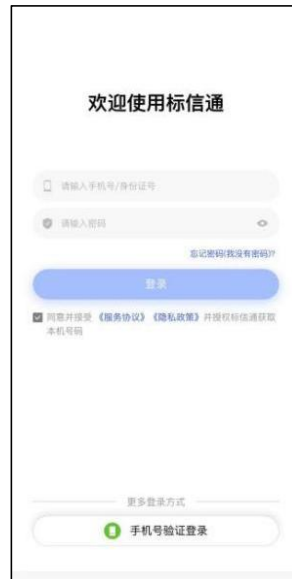 欢迎使用标信通
请输入手机号/身份证号
请输入密码
忘记密码(我没有密码)?
登录
同意并接受 《服务协议》《隐私政策》并授权标信通获取
本机号码
更多登录方式
手机号验证登录